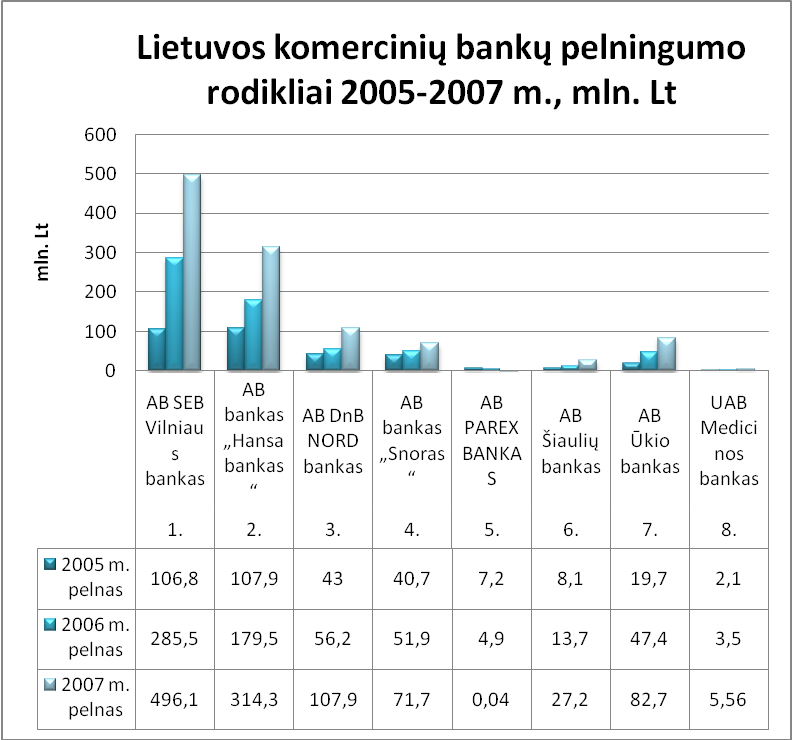 Lietuvos komercinių bankų pelningumo
rodikliai 2005-2007 m., mln. Lt
mln. Lt
600
500
400
300
200
100
0
AB SEB
Vilniau
s
bankas
1.
AB
bankas
„Hansa
bankas
“
2.
AB DnB
NORD
bankas
3.
AB
bankas
„Snoras
“
4.
AB
PAREX
BANKA
S
5.
AB
Šiaulių
bankas
6.
AB
Ūkio
bankas
7.
UAB
Medici
nos
bankas
8.
2005 m.
pelnas
106,8 107,9 43 40,7 7,2 8,1 19,7 2,1
2006 m.
pelnas
285,5 179,5 56,2 51,9 4,9 13,7 47,4 3,5
2007 m.
pelnas
496,1 314,3 107,9 71,7 0,04 27,2 82,7 5,56